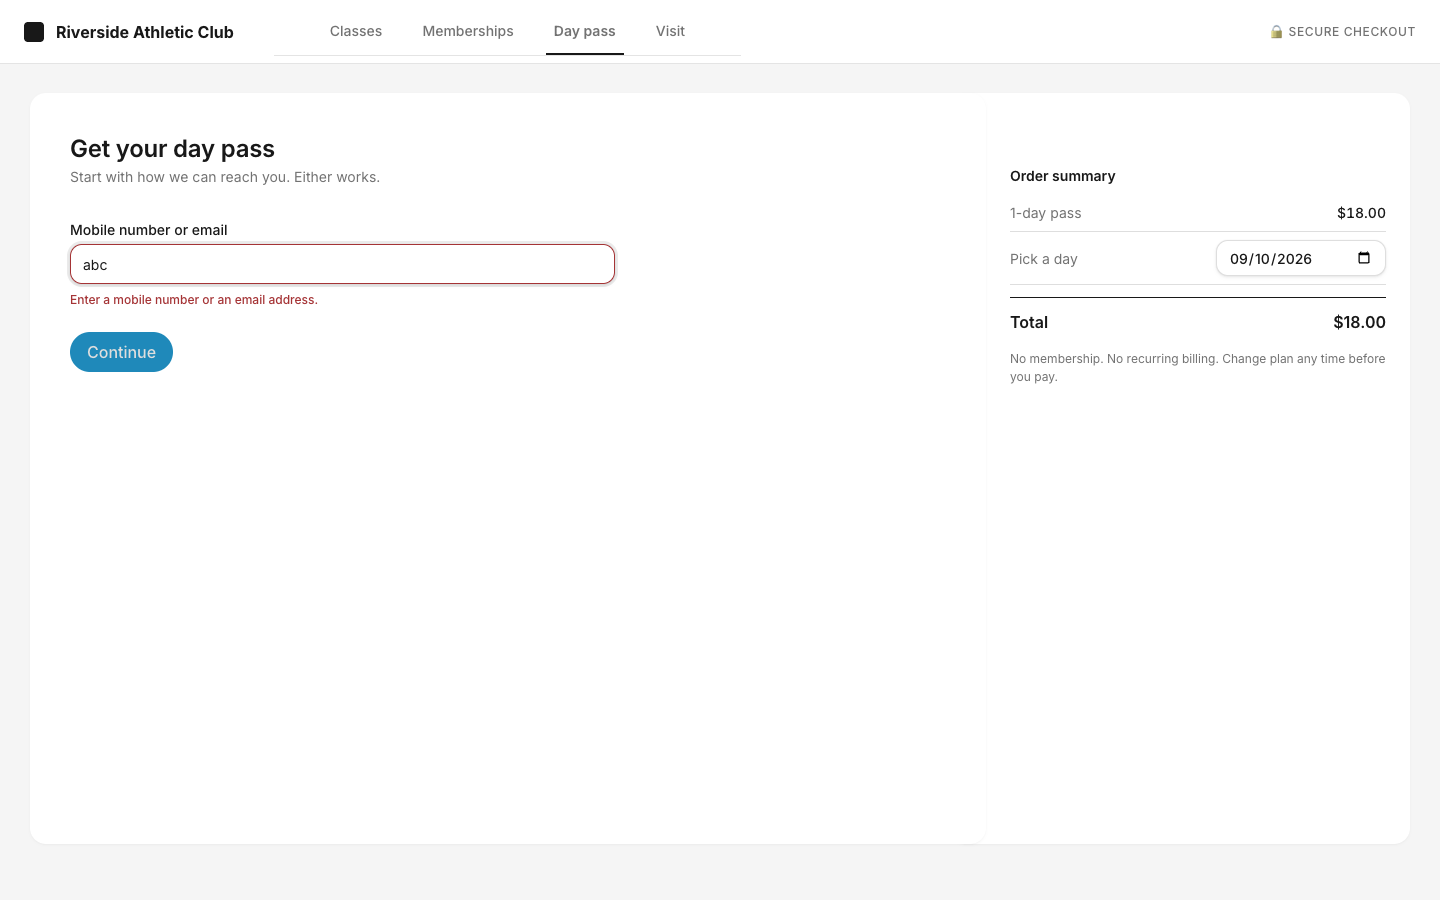 Riverside Athletic Club
Classes
Memberships
Day pass
Visit
🔒 SECURE CHECKOUT
Get your day pass
Start with how we can reach you. Either works.
Mobile number or email
abc
Enter a mobile number or an email address.
Continue
Order summary
1-day pass $18.00
Pick a day 09/10/2026
Total $18.00
No membership. No recurring billing. Change plan any time before
you pay.